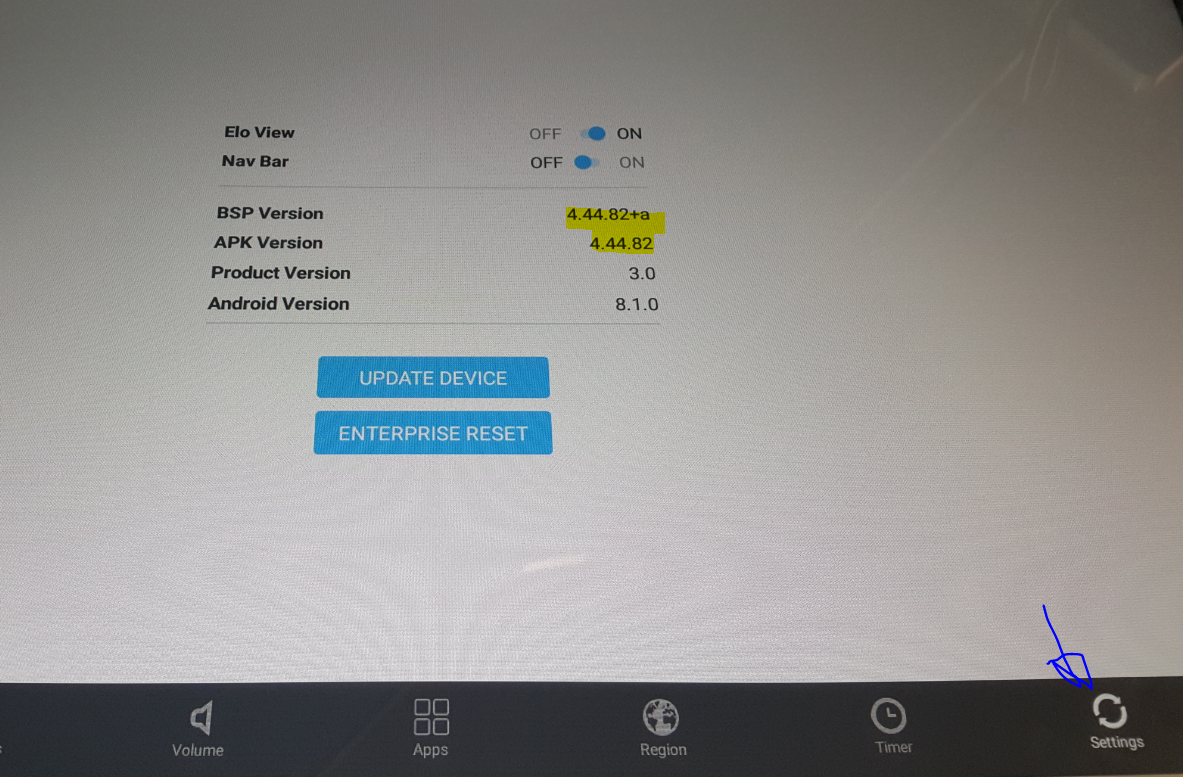 Elo View OFF ON
Nav Bar OFF ON
BSP Version 4.44.82+a
APK Version 4.44.82
Product Version 3.0
Android Version 8.1.0
UPDATE DEVICE
ENTERPRISE RESET
Volume Apps Region Timer Settings